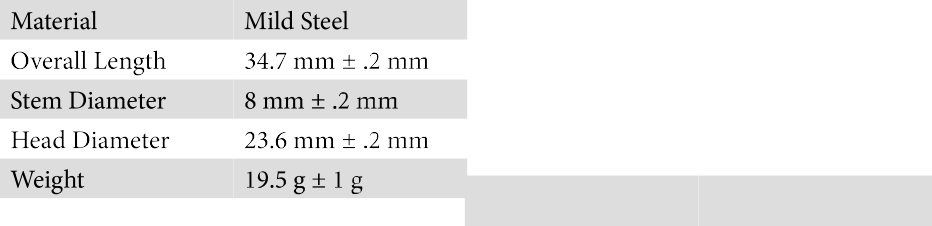 Material Mild Steel
Overall Length 34.7 mm ± .2 mm
Stem Diameter 8 mm ± .2 mm
Head Diameter 23.6 mm ± .2 mm
Weight 19.5 g ± 1 g